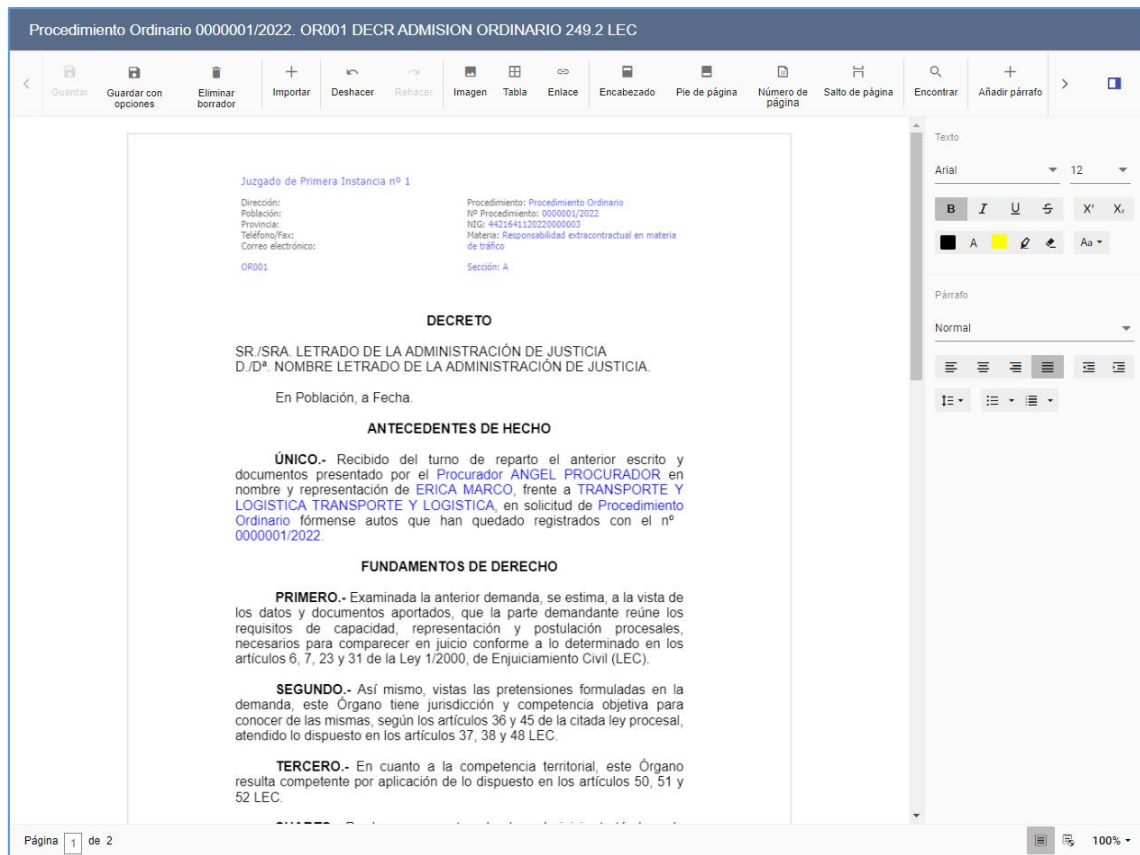 Procedimiento Ordinario 0000001/2022. OR001 DECR ADMISION ORDINARIO 249.2 LEC
Guardar
Guardar con opciones
Eliminar borrador
Importar
Deshacer
Rehacer
Imagen
Tabla
Enlace
Encabezado
Pie de página
Número de página
Salto de página
Encontrar
Añadir párrafo
Juzgado de Primera Instancia nº 1
Dirección:
Población:
Provincia:
Teléfono/Fax:
Correo electrónico:
OR001
Procedimiento: Procedimiento Ordinario
Nº Procedimiento: 0000001/2022
NIG: 4421641120220000003
Materia: Responsabilidad extracontractual en materia
de tráfico
Sección: A
DECRETO
SR./SRA. LETRADO DE LA ADMINISTRACIÓN DE JUSTICIA
D./Dª. NOMBRE LETRADO DE LA ADMINISTRACIÓN DE JUSTICIA.
En Población, a Fecha.
ANTECEDENTES DE HECHO
ÚNICO.- Recibido del turno de reparto el anterior escrito y
documentos presentado por el Procurador ANGEL PROCURADOR en
nombre y representación de ERICA MARCO, frente a TRANSPORTE Y
LOGISTICA TRANSPORTE Y LOGISTICA, en solicitud de Procedimiento
Ordinario fórmense autos que han quedado registrados con el nº
0000001/2022.
FUNDAMENTOS DE DERECHO
PRIMERO.- Examinada la anterior demanda, se estima, a la vista de
los datos y documentos aportados, que la parte demandante reúne los
requisitos de capacidad, representación y postulación procesales,
necesarios para comparecer en juicio conforme a lo determinado en los
artículos 6, 7, 23 y 31 de la Ley 1/2000, de Enjuiciamiento Civil (LEC).
SEGUNDO.- Así mismo, vistas las pretensiones formuladas en la
demanda, este Órgano tiene jurisdicción y competencia objetiva para
conocer de las mismas, según los artículos 36 y 45 de la citada ley procesal,
atendido lo dispuesto en los artículos 37, 38 y 48 LEC.
TERCERO.- En cuanto a la competencia territorial, este Órgano
resulta competente por aplicación de lo dispuesto en los artículos 50, 51 y
52 LEC.
Texto
Arial 12
B I U S X² X₂
A Aa
Párrafo
Normal
Página 1 de 2
100%